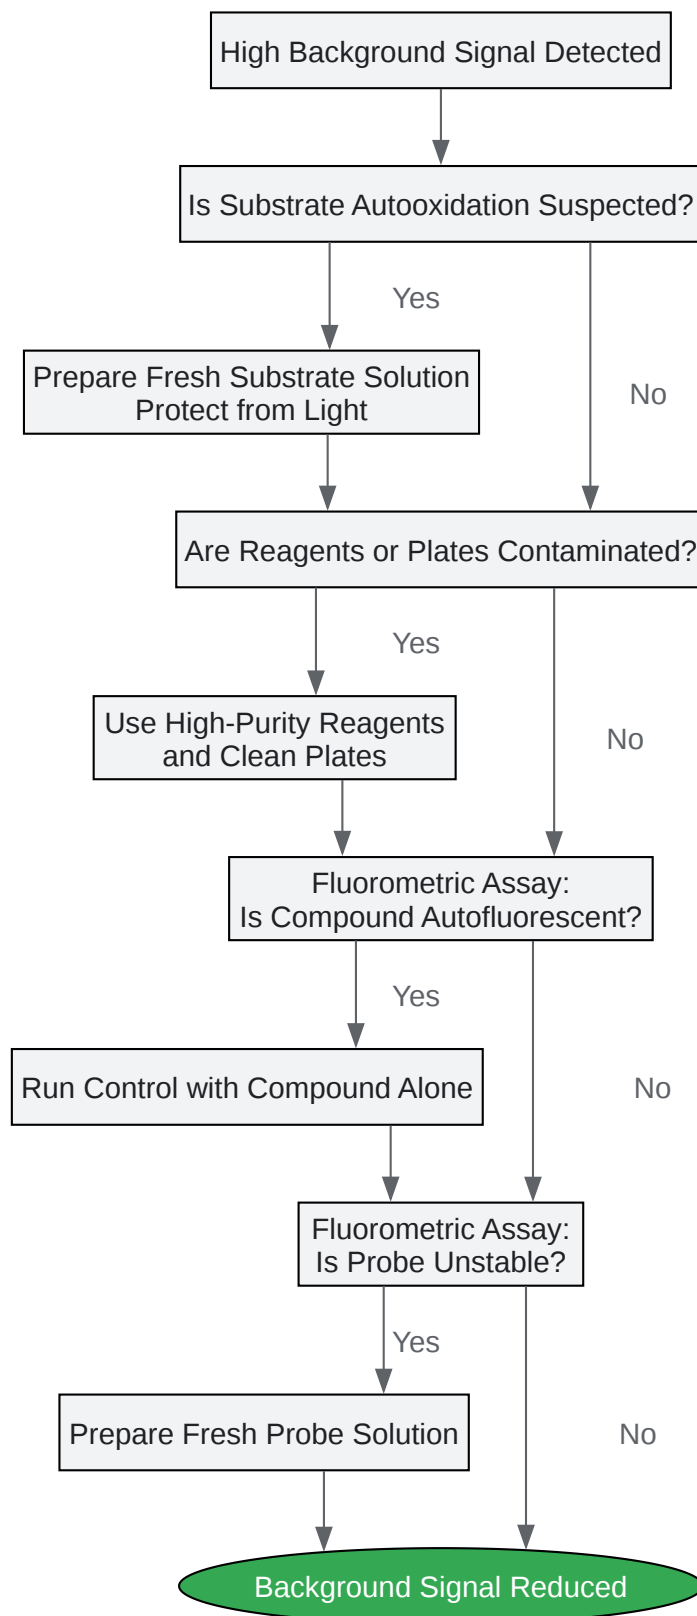 High Background Signal Detected
Is Substrate Autooxidation Suspected?
Yes
Prepare Fresh Substrate Solution
Protect from Light
No
Are Reagents or Plates Contaminated?
Yes
Use High-Purity Reagents
and Clean Plates
No
Fluorometric Assay:
Is Compound Autofluorescent?
Yes
Run Control with Compound Alone
No
Fluorometric Assay:
Is Probe Unstable?
Yes
Prepare Fresh Probe Solution
No
Background Signal Reduced